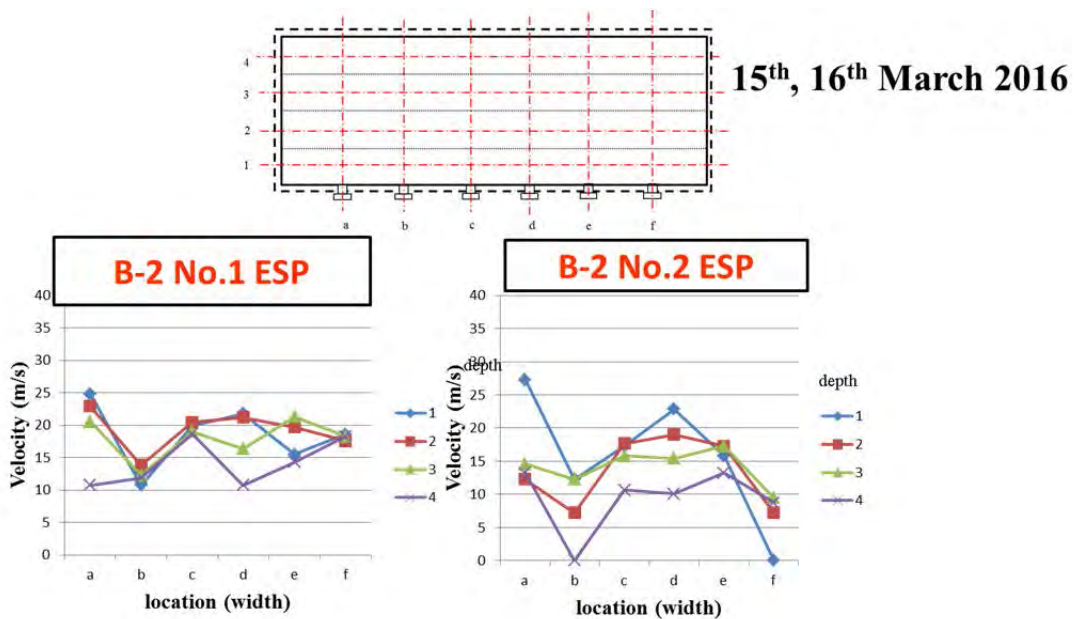 15th, 16th March 2016
4
3
2
1
a b c d e f
B-2 No.1 ESP
40
35
30
25
20
15
10
5
0
Velocity (m/s)
a b c d e f
location (width)
depth
1
2
3
4
B-2 No.2 ESP
40
35
30
25
20
15
10
5
0
Velocity (m/s)
a b c d e f
location (width)
depth
1
2
3
4